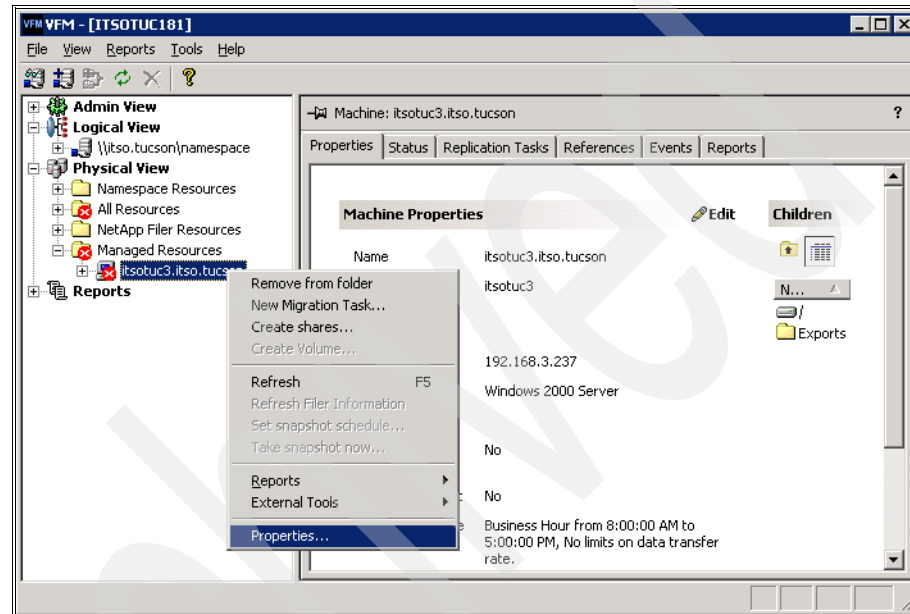 VFM VFM - [ITSOTUC181]
File View Reports Tools Help
Admin View
Logical View
\\itso.tucson\namespace
Physical View
Namespace Resources
All Resources
NetApp Filer Resources
Managed Resources
itsotuc3.itso.tucson
Reports
Machine: itsotuc3.itso.tucson ?
Properties Status Replication Tasks References Events Reports
Machine Properties Edit Children
Name itsotuc3.itso.tucson
itsotuc3
N...
/
Exports
192.168.3.237
Windows 2000 Server
No
No
Business Hour from 8:00:00 AM to
5:00:00 PM, No limits on data transfer
rate.
Remove from folder
New Migration Task...
Create shares...
Create Volume...
Refresh F5
Refresh Filer Information
Set snapshot schedule...
Take snapshot now...
Reports
External Tools
Properties...